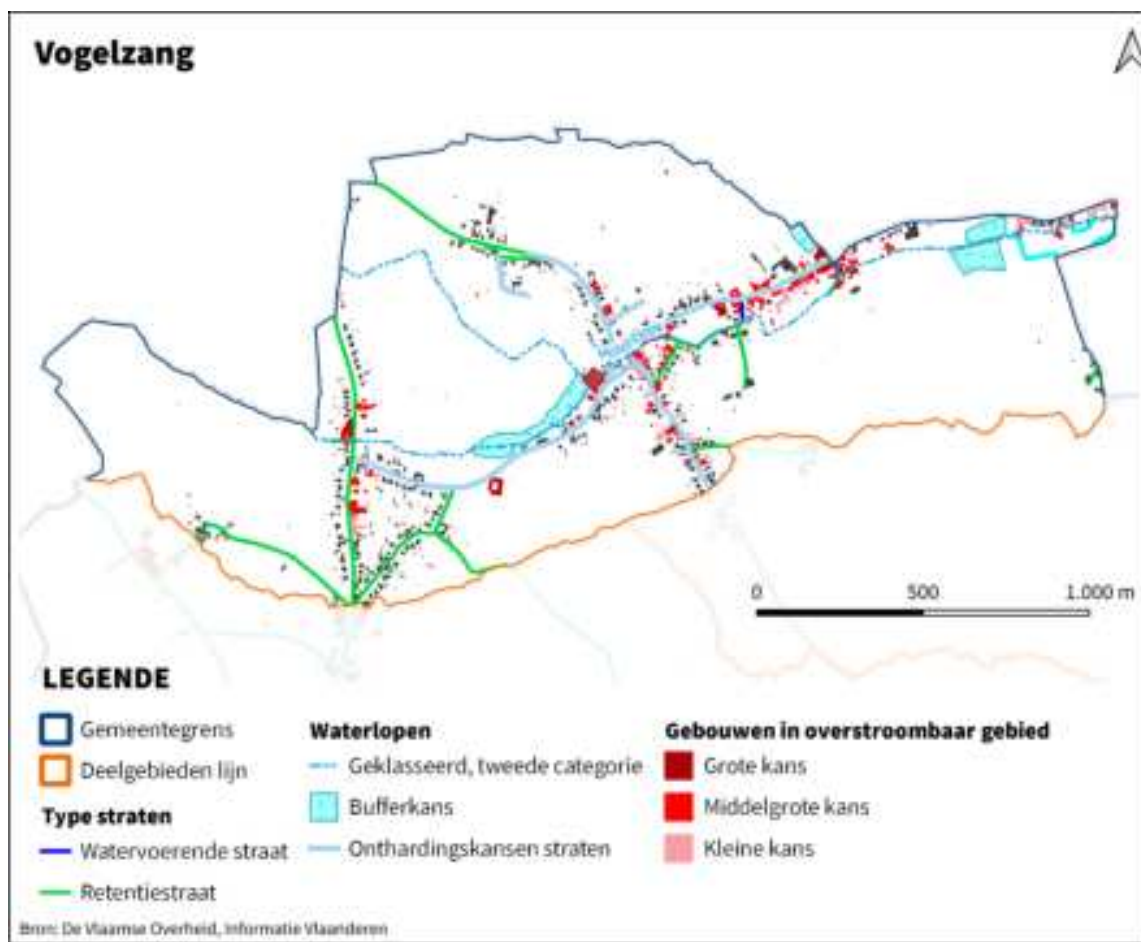 Vogelzang
0 500 1.000 m
LEGENDE
Gemeentegrens
Deelgebieden lijn
Type straten
Watervoerende straat
Retentiestraat
Waterlopen
Geklasseerd, tweede categorie
Bufferkans
Onthardingskansen straten
Gebouwen in overstroombaar gebied
Grote kans
Middelgrote kans
Kleine kans
Bron: De Vlaamse Overheid, Informatie Vlaanderen